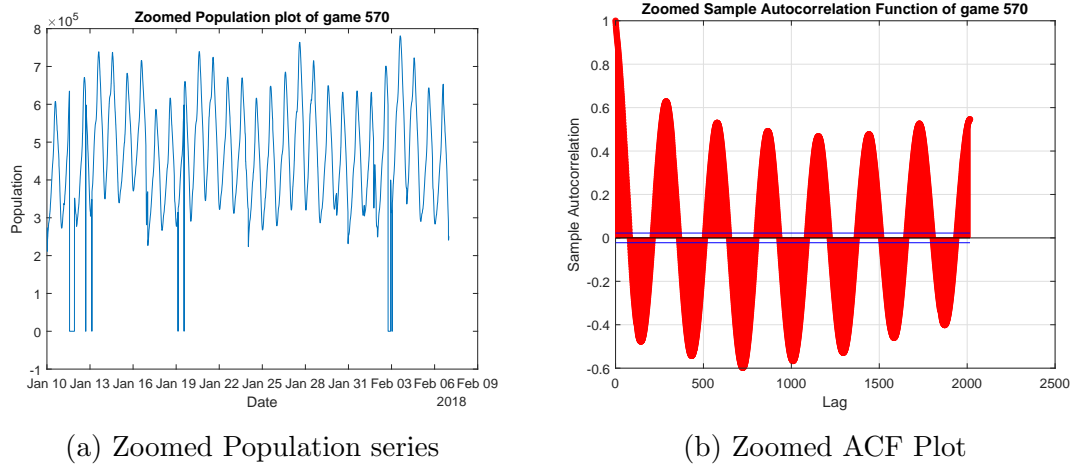 Zoomed Population plot of game 570
×10^5
8
7
6
5
4
3
2
1
0
-1
Population
Jan 10 Jan 13 Jan 16 Jan 19 Jan 22 Jan 25 Jan 28 Jan 31 Feb 03 Feb 06 Feb 09
Date
2018
(a) Zoomed Population series
Zoomed Sample Autocorrelation Function of game 570
1
0.8
0.6
0.4
0.2
0
-0.2
-0.4
-0.6
Sample Autocorrelation
0 500 1000 1500 2000 2500
Lag
(b) Zoomed ACF Plot